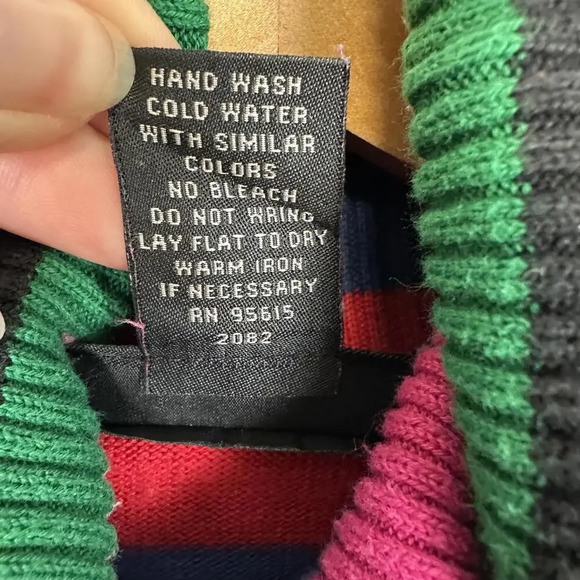 HAND WASH
COLD WATER
WITH SIMILAR
COLORS
NO BLEACH
DO NOT WRING
LAY FLAT TO DRY
WARM IRON
IF NECESSARY
RN 95615
2082